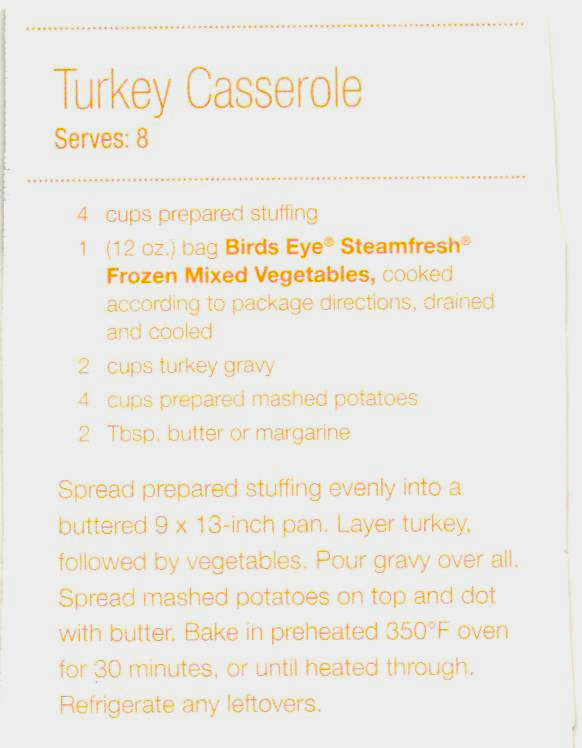 Turkey Casserole
Serves: 8
4 cups prepared stuffing
1 (12 oz.) bag Birds Eye® Steamfresh®
Frozen Mixed Vegetables, cooked
according to package directions, drained
and cooled
2 cups turkey gravy
4 cups prepared mashed potatoes
2 Tbsp. butter or margarine
Spread prepared stuffing evenly into a
buttered 9 x 13-inch pan. Layer turkey,
followed by vegetables. Pour gravy over all.
Spread mashed potatoes on top and dot
with butter. Bake in preheated 350°F oven
for 30 minutes, or until heated through.
Refrigerate any leftovers.